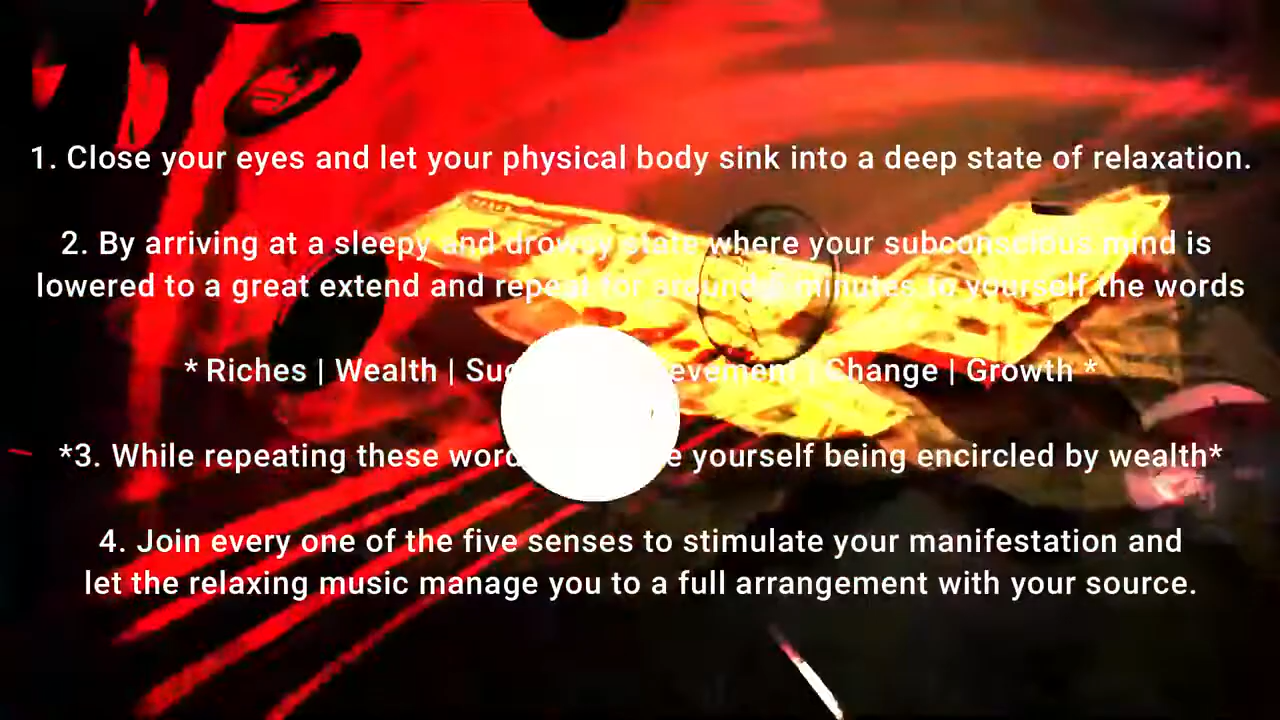 1. Close your eyes and let your physical body sink into a deep state of relaxation.
2. By arriving at a sleepy and drowsy state where your subconscious mind is
lowered to a great extend and repeat for around minutes to yourself the words
* Riches | Wealth | | Change | Growth *
*3. While repeating these yourself being encircled by wealth*
4. Join every one of the five senses to stimulate your manifestation and
let the relaxing music manage you to a full arrangement with your source.